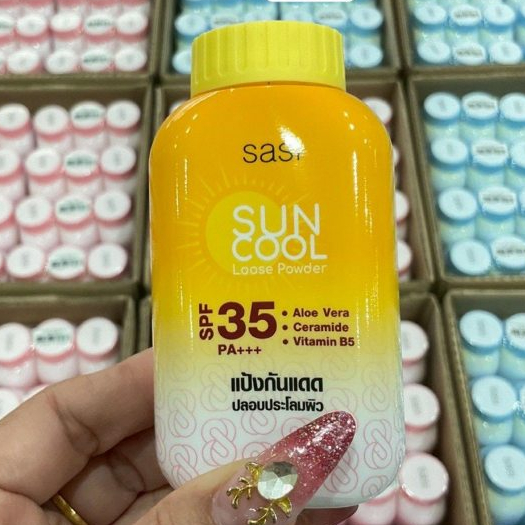 sasi
SUN
COOL
Loose Powder
SPF 35
PA+++
• Aloe Vera
• Ceramide
• Vitamin B5
แป้งกันแดด
ปลอบประโลมผิว